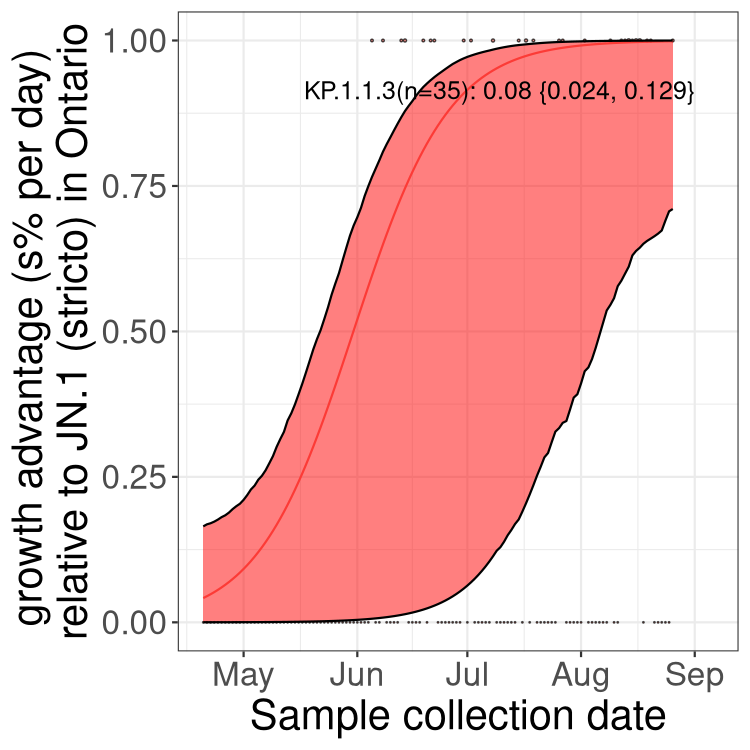 growth advantage (s% per day)
relative to JN.1 (stricto) in Ontario
1.00
0.75
0.50
0.25
0.00
KP.1.1.3(n=35): 0.08 {0.024, 0.129}
May Jun Jul Aug Sep
Sample collection date